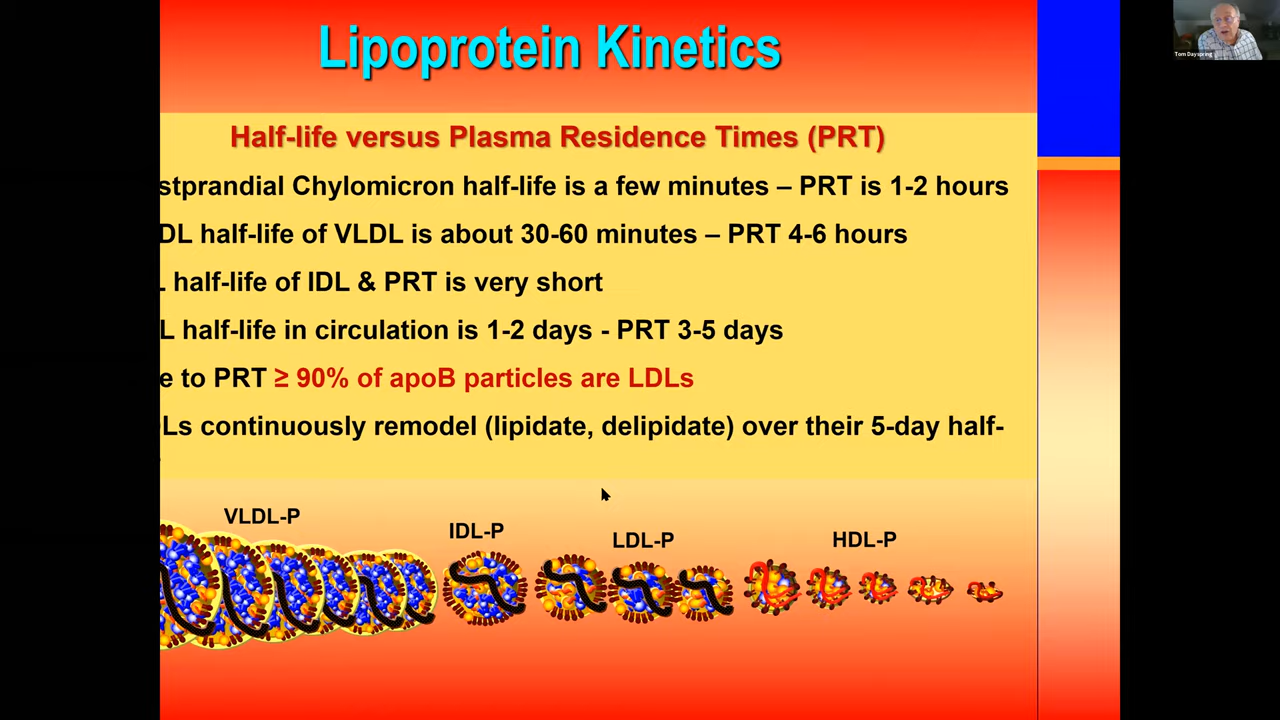 Lipoprotein Kinetics
Tom Dayspring
Half-life versus Plasma Residence Times (PRT)
stprandial Chylomicron half-life is a few minutes – PRT is 1-2 hours
DL half-life of VLDL is about 30-60 minutes – PRT 4-6 hours
half-life of IDL & PRT is very short
L half-life in circulation is 1-2 days - PRT 3-5 days
e to PRT ≥ 90% of apoB particles are LDLs
Ls continuously remodel (lipidate, delipidate) over their 5-day half-
VLDL-P
IDL-P
LDL-P
HDL-P